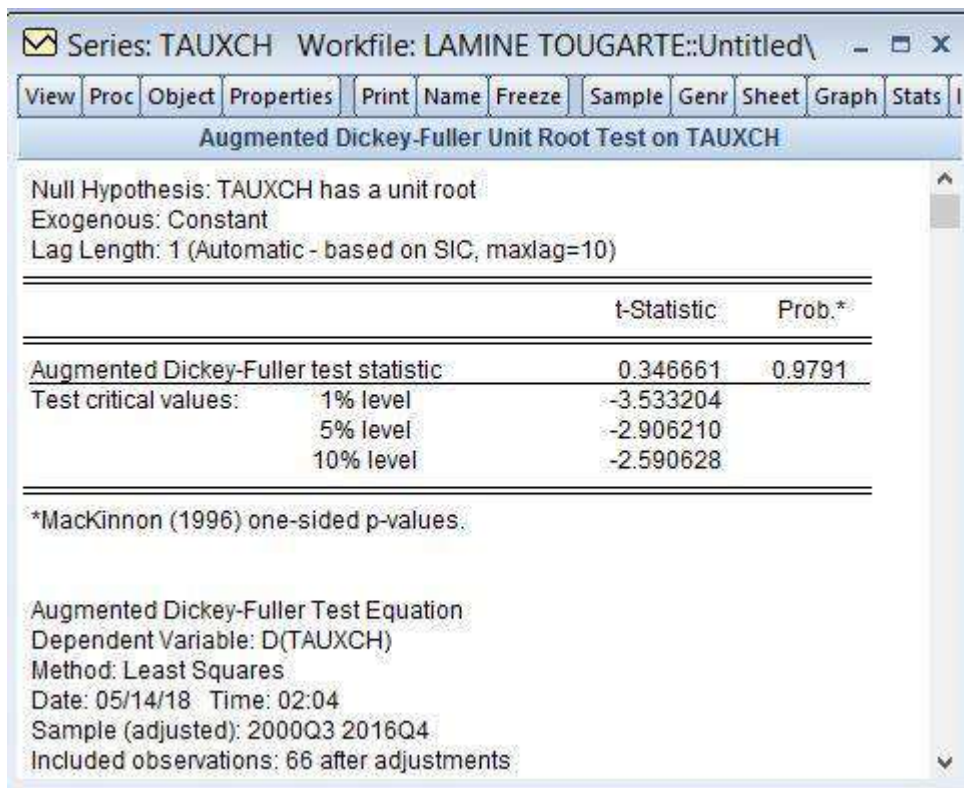 Series: TAUXCH Workfile: LAMINE TOUGARTE::Untitled\
View Proc Object Properties Print Name Freeze Sample Genr Sheet Graph Stats
Augmented Dickey-Fuller Unit Root Test on TAUXCH
Null Hypothesis: TAUXCH has a unit root
Exogenous: Constant
Lag Length: 1 (Automatic - based on SIC, maxlag=10)
t-Statistic Prob.*
Augmented Dickey-Fuller test statistic 0.346661 0.9791
Test critical values: 1% level -3.533204
5% level -2.906210
10% level -2.590628
*MacKinnon (1996) one-sided p-values.
Augmented Dickey-Fuller Test Equation
Dependent Variable: D(TAUXCH)
Method: Least Squares
Date: 05/14/18 Time: 02:04
Sample (adjusted): 2000Q3 2016Q4
Included observations: 66 after adjustments